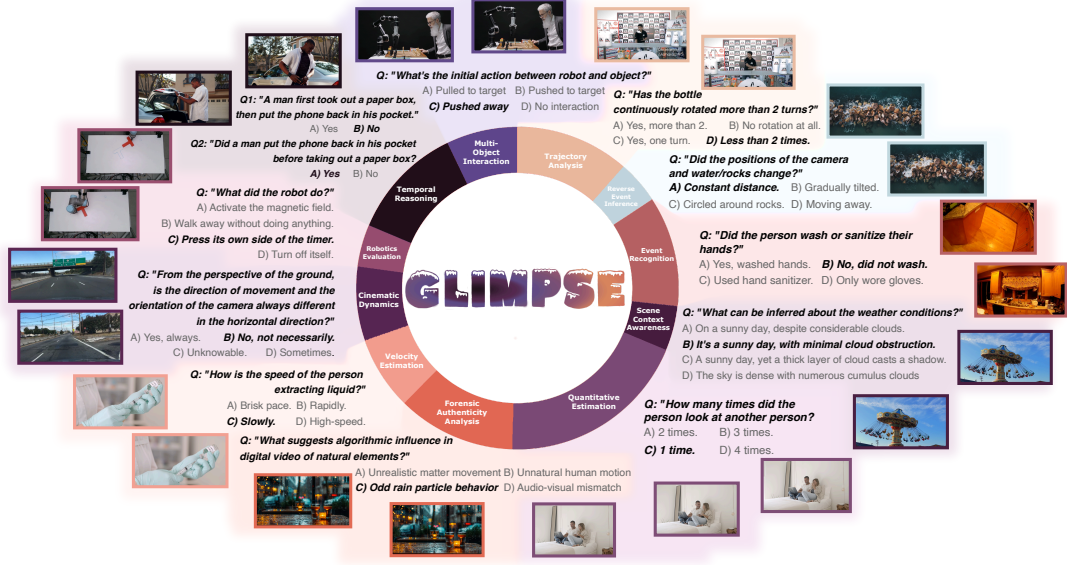 Q: "What's the initial action between robot and object?"
A) Pulled to target B) Pushed to target
C) Pushed away D) No interaction
Q: "Has the bottle
continuously rotated more than 2 turns?"
A) Yes, more than 2. B) No rotation at all.
C) Yes, one turn. D) Less than 2 times.
Q: "Did the positions of the camera
and water/rocks change?"
A) Constant distance. B) Gradually tilted.
C) Circled around rocks. D) Moving away.
Q: "Did the person wash or sanitize their
hands?"
A) Yes, washed hands. B) No, did not wash.
C) Used hand sanitizer. D) Only wore gloves.
Q: "What can be inferred about the weather conditions?"
A) On a sunny day, despite considerable clouds.
B) It's a sunny day, with minimal cloud obstruction.
C) A sunny day, yet a thick layer of cloud casts a shadow.
D) The sky is dense with numerous cumulus clouds
Q: "How many times did the
person look at another person?
A) 2 times. B) 3 times.
C) 1 time. D) 4 times.
Q1: "A man first took out a paper box,
then put the phone back in his pocket."
A) Yes B) No
Q2: "Did a man put the phone back in his pocket
before taking out a paper box?
A) Yes B) No
Q: "What did the robot do?"
A) Activate the magnetic field.
B) Walk away without doing anything.
C) Press its own side of the timer.
D) Turn off itself.
Q: "From the perspective of the ground,
is the direction of movement and the
orientation of the camera always different
in the horizontal direction?"
A) Yes, always. B) No, not necessarily.
C) Unknowable. D) Sometimes.
Q: "How is the speed of the person
extracting liquid?"
A) Brisk pace. B) Rapidly.
C) Slowly. D) High-speed.
Q: "What suggests algorithmic influence in
digital video of natural elements?"
A) Unrealistic matter movement B) Unnatural human motion
C) Odd rain particle behavior D) Audio-visual mismatch
Multi-
Object
Interaction
Trajectory
Analysis
Reverse
Event
Inference
Event
Recognition
Scene
Context
Awareness
Quantitative
Estimation
Forensic
Authenticity
Analysis
Velocity
Estimation
Cinematic
Dynamics
Robotics
Evaluation
Temporal
Reasoning
GLIMPSE